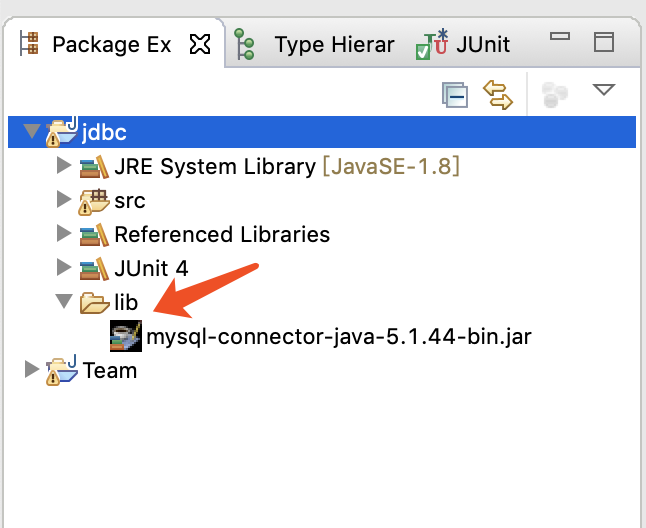 Package Ex Type Hierar JUnit
jdbc
JRE System Library [JavaSE-1.8]
src
Referenced Libraries
JUnit 4
lib
mysql-connector-java-5.1.44-bin.jar
Team